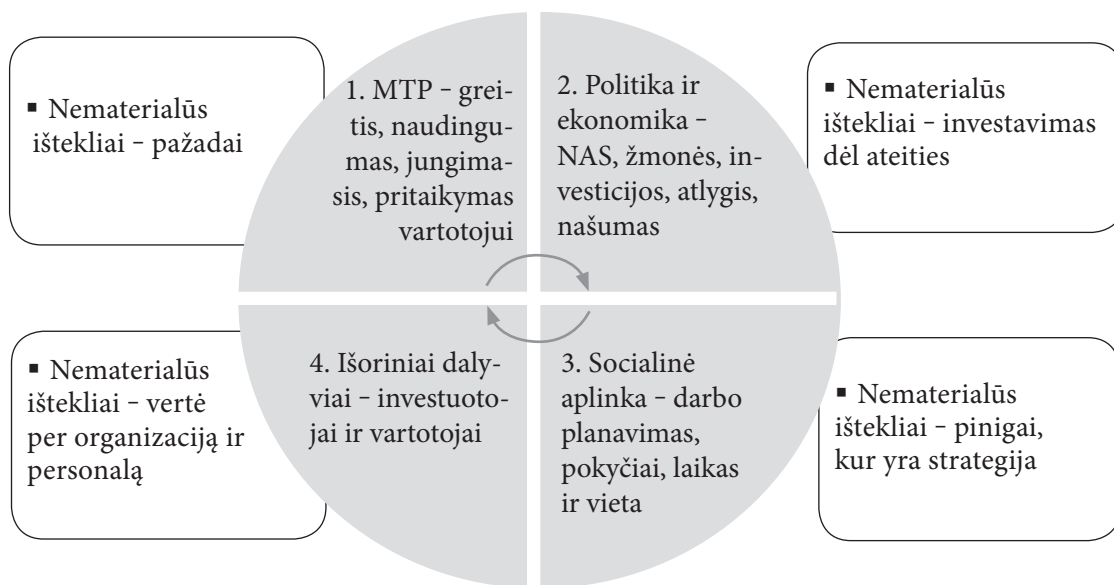 ▪ Nematerialūs
ištekliai – pažadai
1. MTP – grei-
tis, naudingu-
mas, jungima-
sis, pritaikymas
vartotojui
2. Politika ir
ekonomika –
NAS, žmonės, in-
vesticijos, atlygis,
našumas
▪ Nematerialūs
ištekliai – investavimas
dėl ateities
▪ Nematerialūs
ištekliai – vertė
per organizaciją ir
personalą
4. Išoriniai daly-
viai – investuoto-
jai ir vartotojai
3. Socialinė
aplinka – darbo
planavimas,
pokyčiai, laikas
ir vieta
▪ Nematerialūs
ištekliai – pinigai,
kur yra strategija